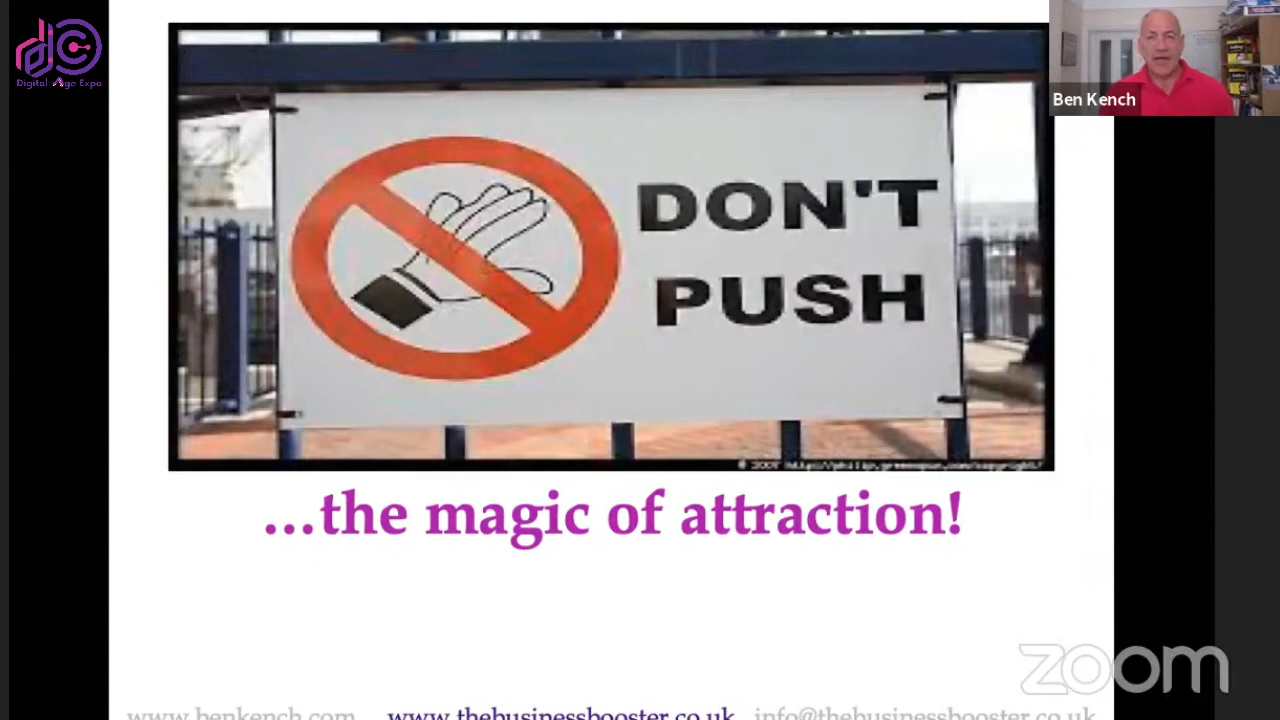 Digital Age Expo
Ben Kench
DON'T
PUSH
...the magic of attraction!
zoom
www.benkench.com www.thebusinessbooster.co.uk info@thebusinessbooster.co.uk